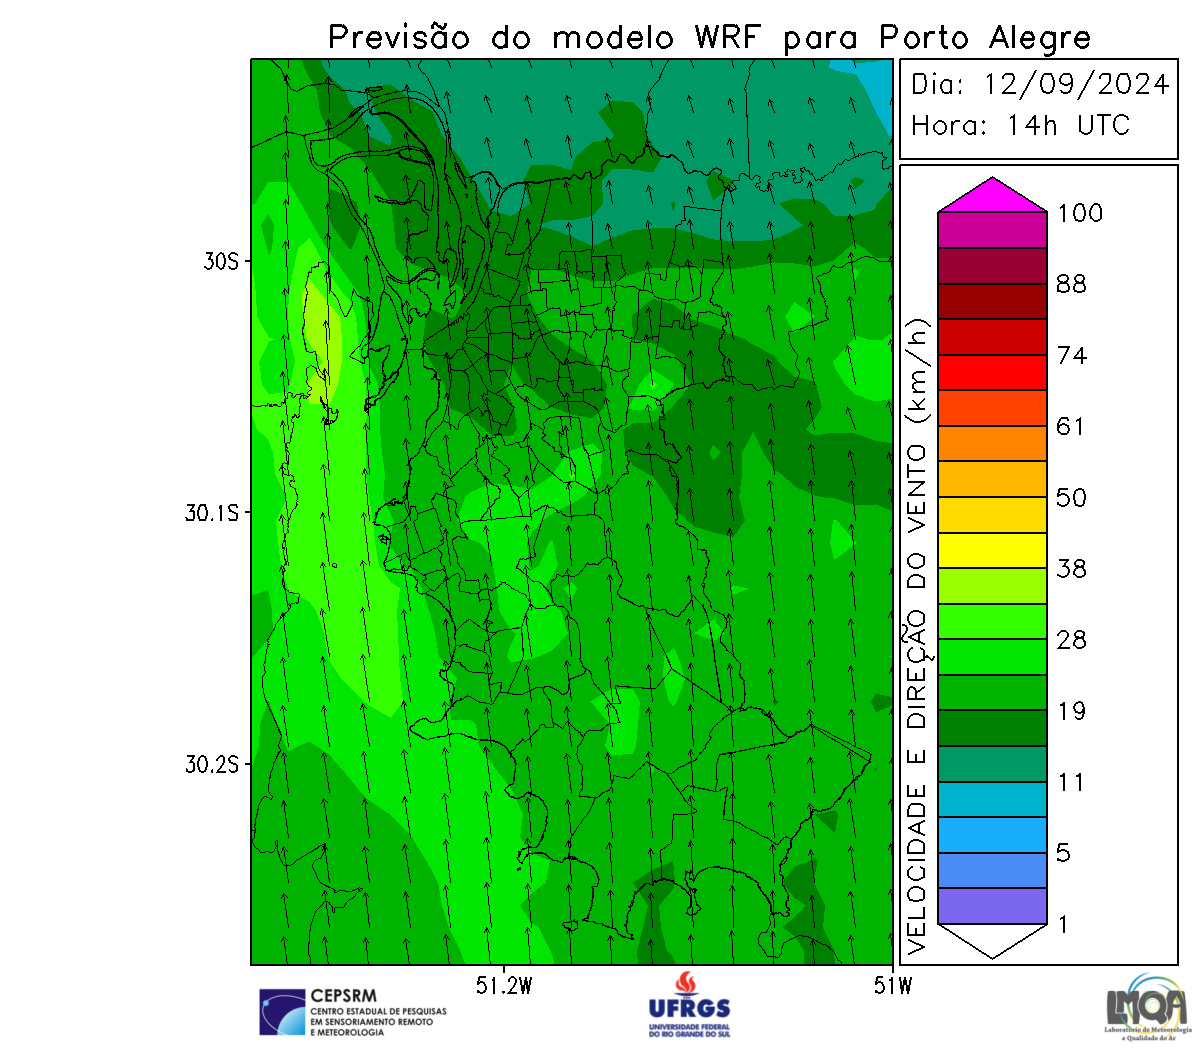 Previsão do modelo WRF para Porto Alegre
Dia: 12/09/2024
Hora: 14h UTC
30S
30.1S
30.2S
51.2W
51W
VELOCIDADE E DIREÇÃO DO VENTO (km/h)
100
88
74
61
50
38
28
19
11
5
1
CEPSRM
CENTRO ESTADUAL DE PESQUISAS
EM SENSORIAMENTO REMOTO
E METEOROLOGIA
UFRGS
UNIVERSIDADE FEDERAL
DO RIO GRANDE DO SUL
LMQA
Laboratório de Meteorologia
e Qualidade do Ar